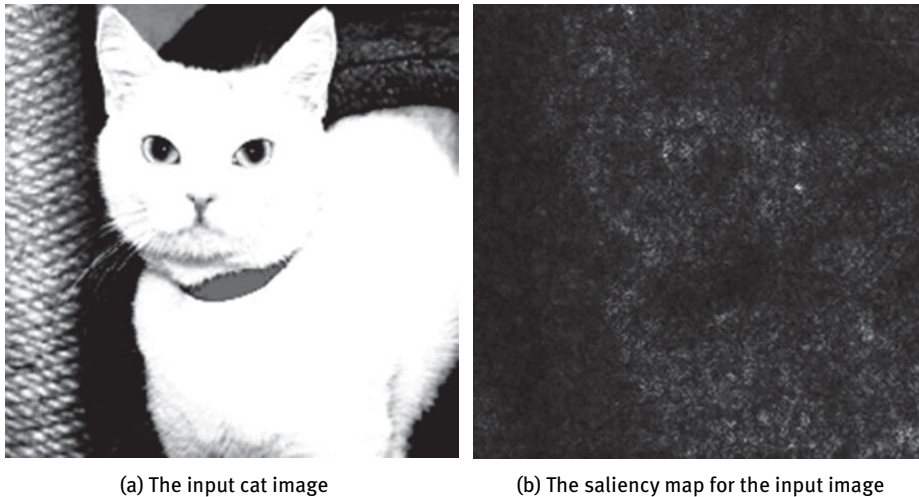 (a) The input cat image
(b) The saliency map for the input image